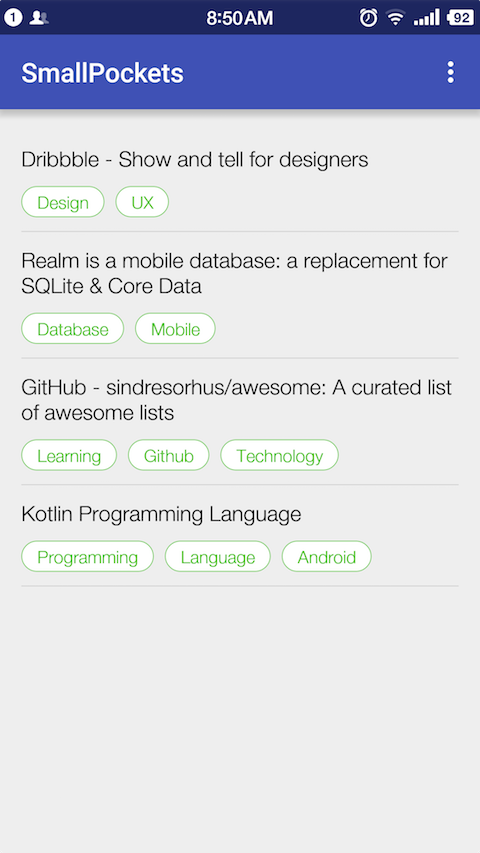 1 8:50AM 92
SmallPockets
Dribbble - Show and tell for designers
Design UX
Realm is a mobile database: a replacement for
SQLite & Core Data
Database Mobile
GitHub - sindresorhus/awesome: A curated list
of awesome lists
Learning Github Technology
Kotlin Programming Language
Programming Language Android